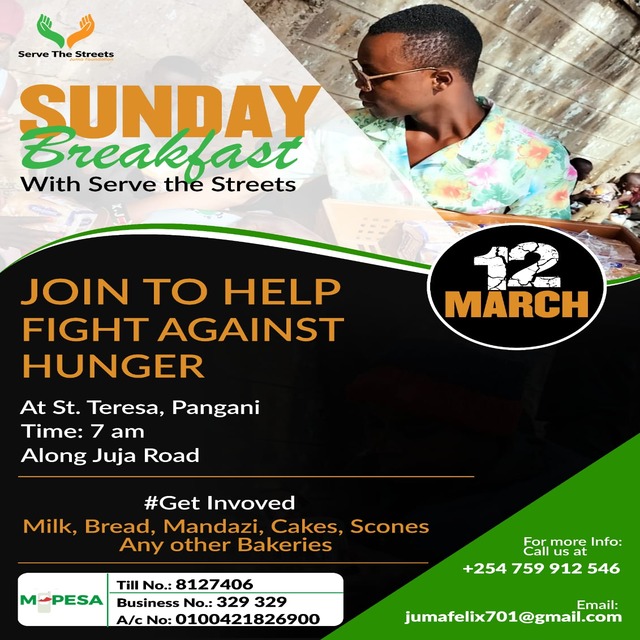 Serve The Streets
SUNDAY
Breakfast
With Serve the Streets
12
MARCH
JOIN TO HELP
FIGHT AGAINST
HUNGER
At St. Teresa, Pangani
Time: 7 am
Along Juja Road
#Get Invoved
Milk, Bread, Mandazi, Cakes, Scones
Any other Bakeries
M-PESA
Till No.: 8127406
Business No.: 329 329
A/c No: 0100421826900
For more Info:
Call us at
+254 759 912 546
Email:
jumafelix701@gmail.com